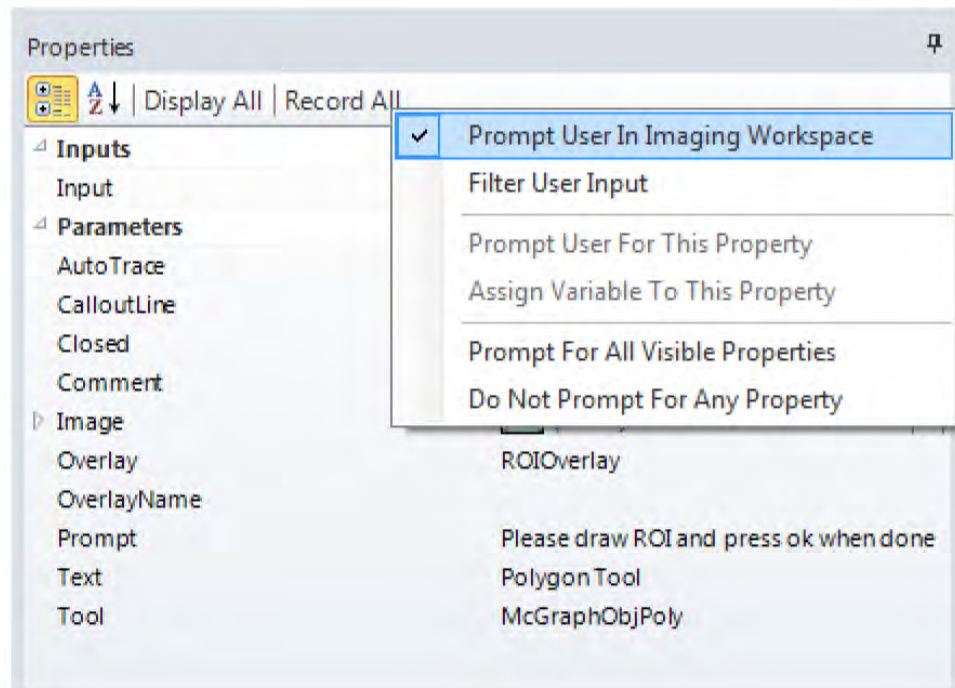 Properties
Display All | Record All
Inputs
Prompt User In Imaging Workspace
Input
Filter User Input
Parameters
Prompt User For This Property
AutoTrace
Assign Variable To This Property
CalloutLine
Closed
Prompt For All Visible Properties
Comment
Do Not Prompt For Any Property
Image
Overlay ROIOverlay
OverlayName
Prompt Please draw ROI and press ok when done
Text Polygon Tool
Tool McGraphObjPoly